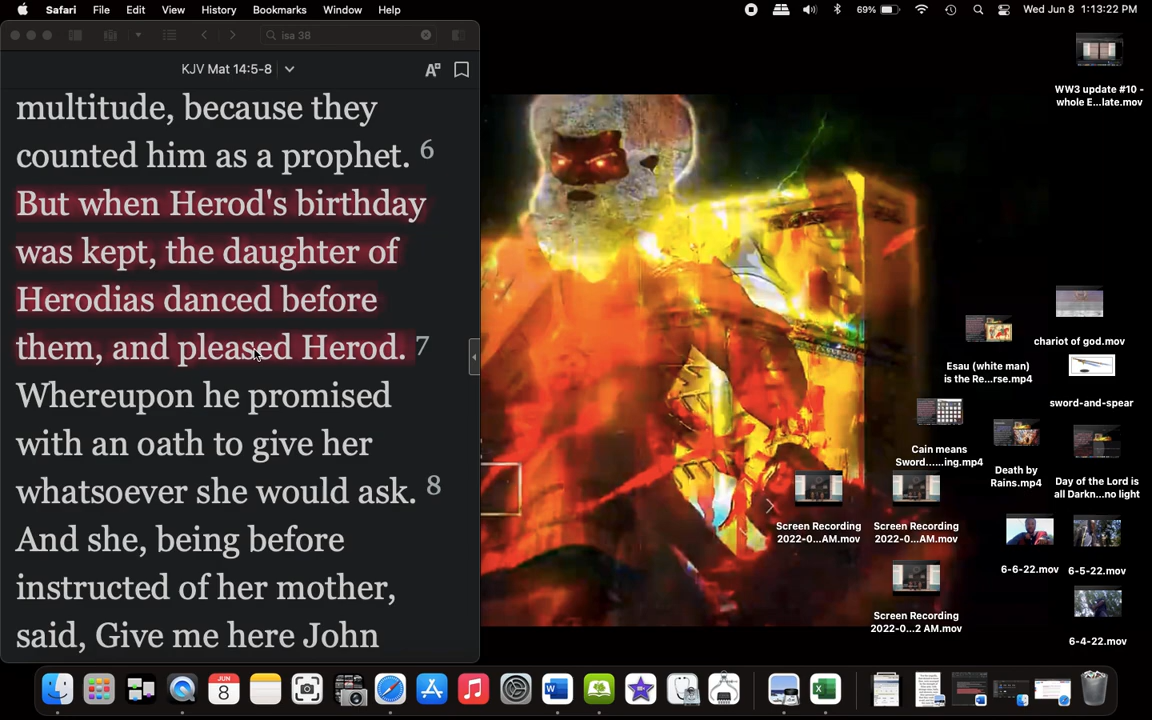 Safari File Edit View History Bookmarks Window Help
69%
Wed Jun 8 1:13:22 PM
isa 38
KJV Mat 14:5-8
multitude, because they
counted him as a prophet. 6
But when Herod's birthday
was kept, the daughter of
Herodias danced before
them, and pleased Herod. 7
Whereupon he promised
with an oath to give her
whatsoever she would ask. 8
And she, being before
instructed of her mother,
said, Give me here John
WW3 update #10 -
whole E...late.mov
chariot of god.mov
Esau (white man)
is the Re...rse.mp4
sword-and-spear
Cain means
Sword......ing.mp4
Death by
Rains.mp4
Day of the Lord is
all Darkn...no light
Screen Recording
2022-0...AM.mov
Screen Recording
2022-0...AM.mov
6-6-22.mov
6-5-22.mov
Screen Recording
2022-0...2 AM.mov
6-4-22.mov
JUN
8